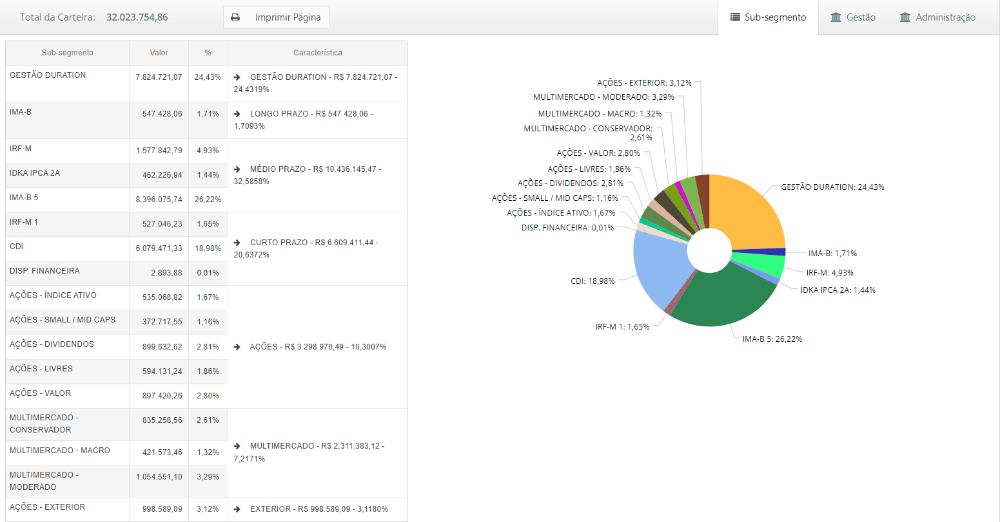 Total da Carteira: 32.023.754,86
Imprimir Página
Sub-segmento
Gestão
Administração
Sub-segmento Valor % Característica
GESTÃO DURATION 7.824.721,07 24,43% GESTÃO DURATION - R$ 7.824.721,07 -
24,4319%
IMA-B 547.428,06 1,71% LONGO PRAZO - R$ 547.428,06 -
1,7093%
IRF-M 1.577.842,79 4,93%
IDKA IPCA 2A 462.226,94 1,44%
MÉDIO PRAZO - R$ 10.436.145,47 -
32,5858%
IMA-B 5 8.396.075,74 26,22%
IRF-M 1 527.046,23 1,65%
CDI 6.079.471,33 18,98%
CURTO PRAZO - R$ 6.609.411,44 -
20,6372%
DISP. FINANCEIRA 2.893,88 0,01%
AÇÕES - ÍNDICE ATIVO 535.068,82 1,67%
AÇÕES - SMALL / MID CAPS 372.717,55 1,16%
AÇÕES - DIVIDENDOS 899.632,62 2,81%
AÇÕES - R$ 3.298.970,49 - 10,3007%
AÇÕES - LIVRES 594.131,24 1,86%
AÇÕES - VALOR 897.420,26 2,80%
MULTIMERCADO -
CONSERVADOR 835.258,56 2,61%
MULTIMERCADO - MACRO 421.573,46 1,32%
MULTIMERCADO - R$ 2.311.383,12 -
7,2171%
MULTIMERCADO -
MODERADO 1.054.551,10 3,29%
AÇÕES - EXTERIOR 998.589,09 3,12% EXTERIOR - R$ 998.589,09 - 3,1180%
AÇÕES - EXTERIOR: 3,12%
MULTIMERCADO - MODERADO: 3,29%
MULTIMERCADO - MACRO: 1,32%
MULTIMERCADO - CONSERVADOR:
2,61%
AÇÕES - VALOR: 2,80%
AÇÕES - LIVRES: 1,86%
AÇÕES - DIVIDENDOS: 2,81%
AÇÕES - SMALL / MID CAPS: 1,16%
AÇÕES - ÍNDICE ATIVO: 1,67%
DISP. FINANCEIRA: 0,01%
CDI: 18,98%
IRF-M 1: 1,65%
GESTÃO DURATION: 24,43%
IMA-B: 1,71%
IRF-M: 4,93%
IDKA IPCA 2A: 1,44%
IMA-B 5: 26,22%